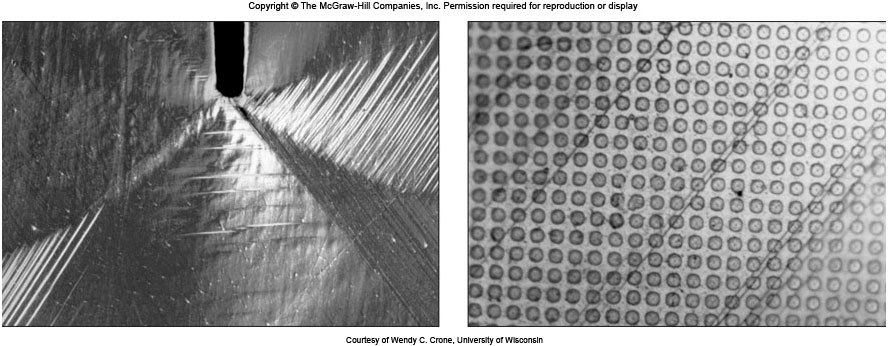 Copyright © The McGraw-Hill Companies, Inc. Permission required for reproduction or display
Courtesy of Wendy C. Crone, University of Wisconsin